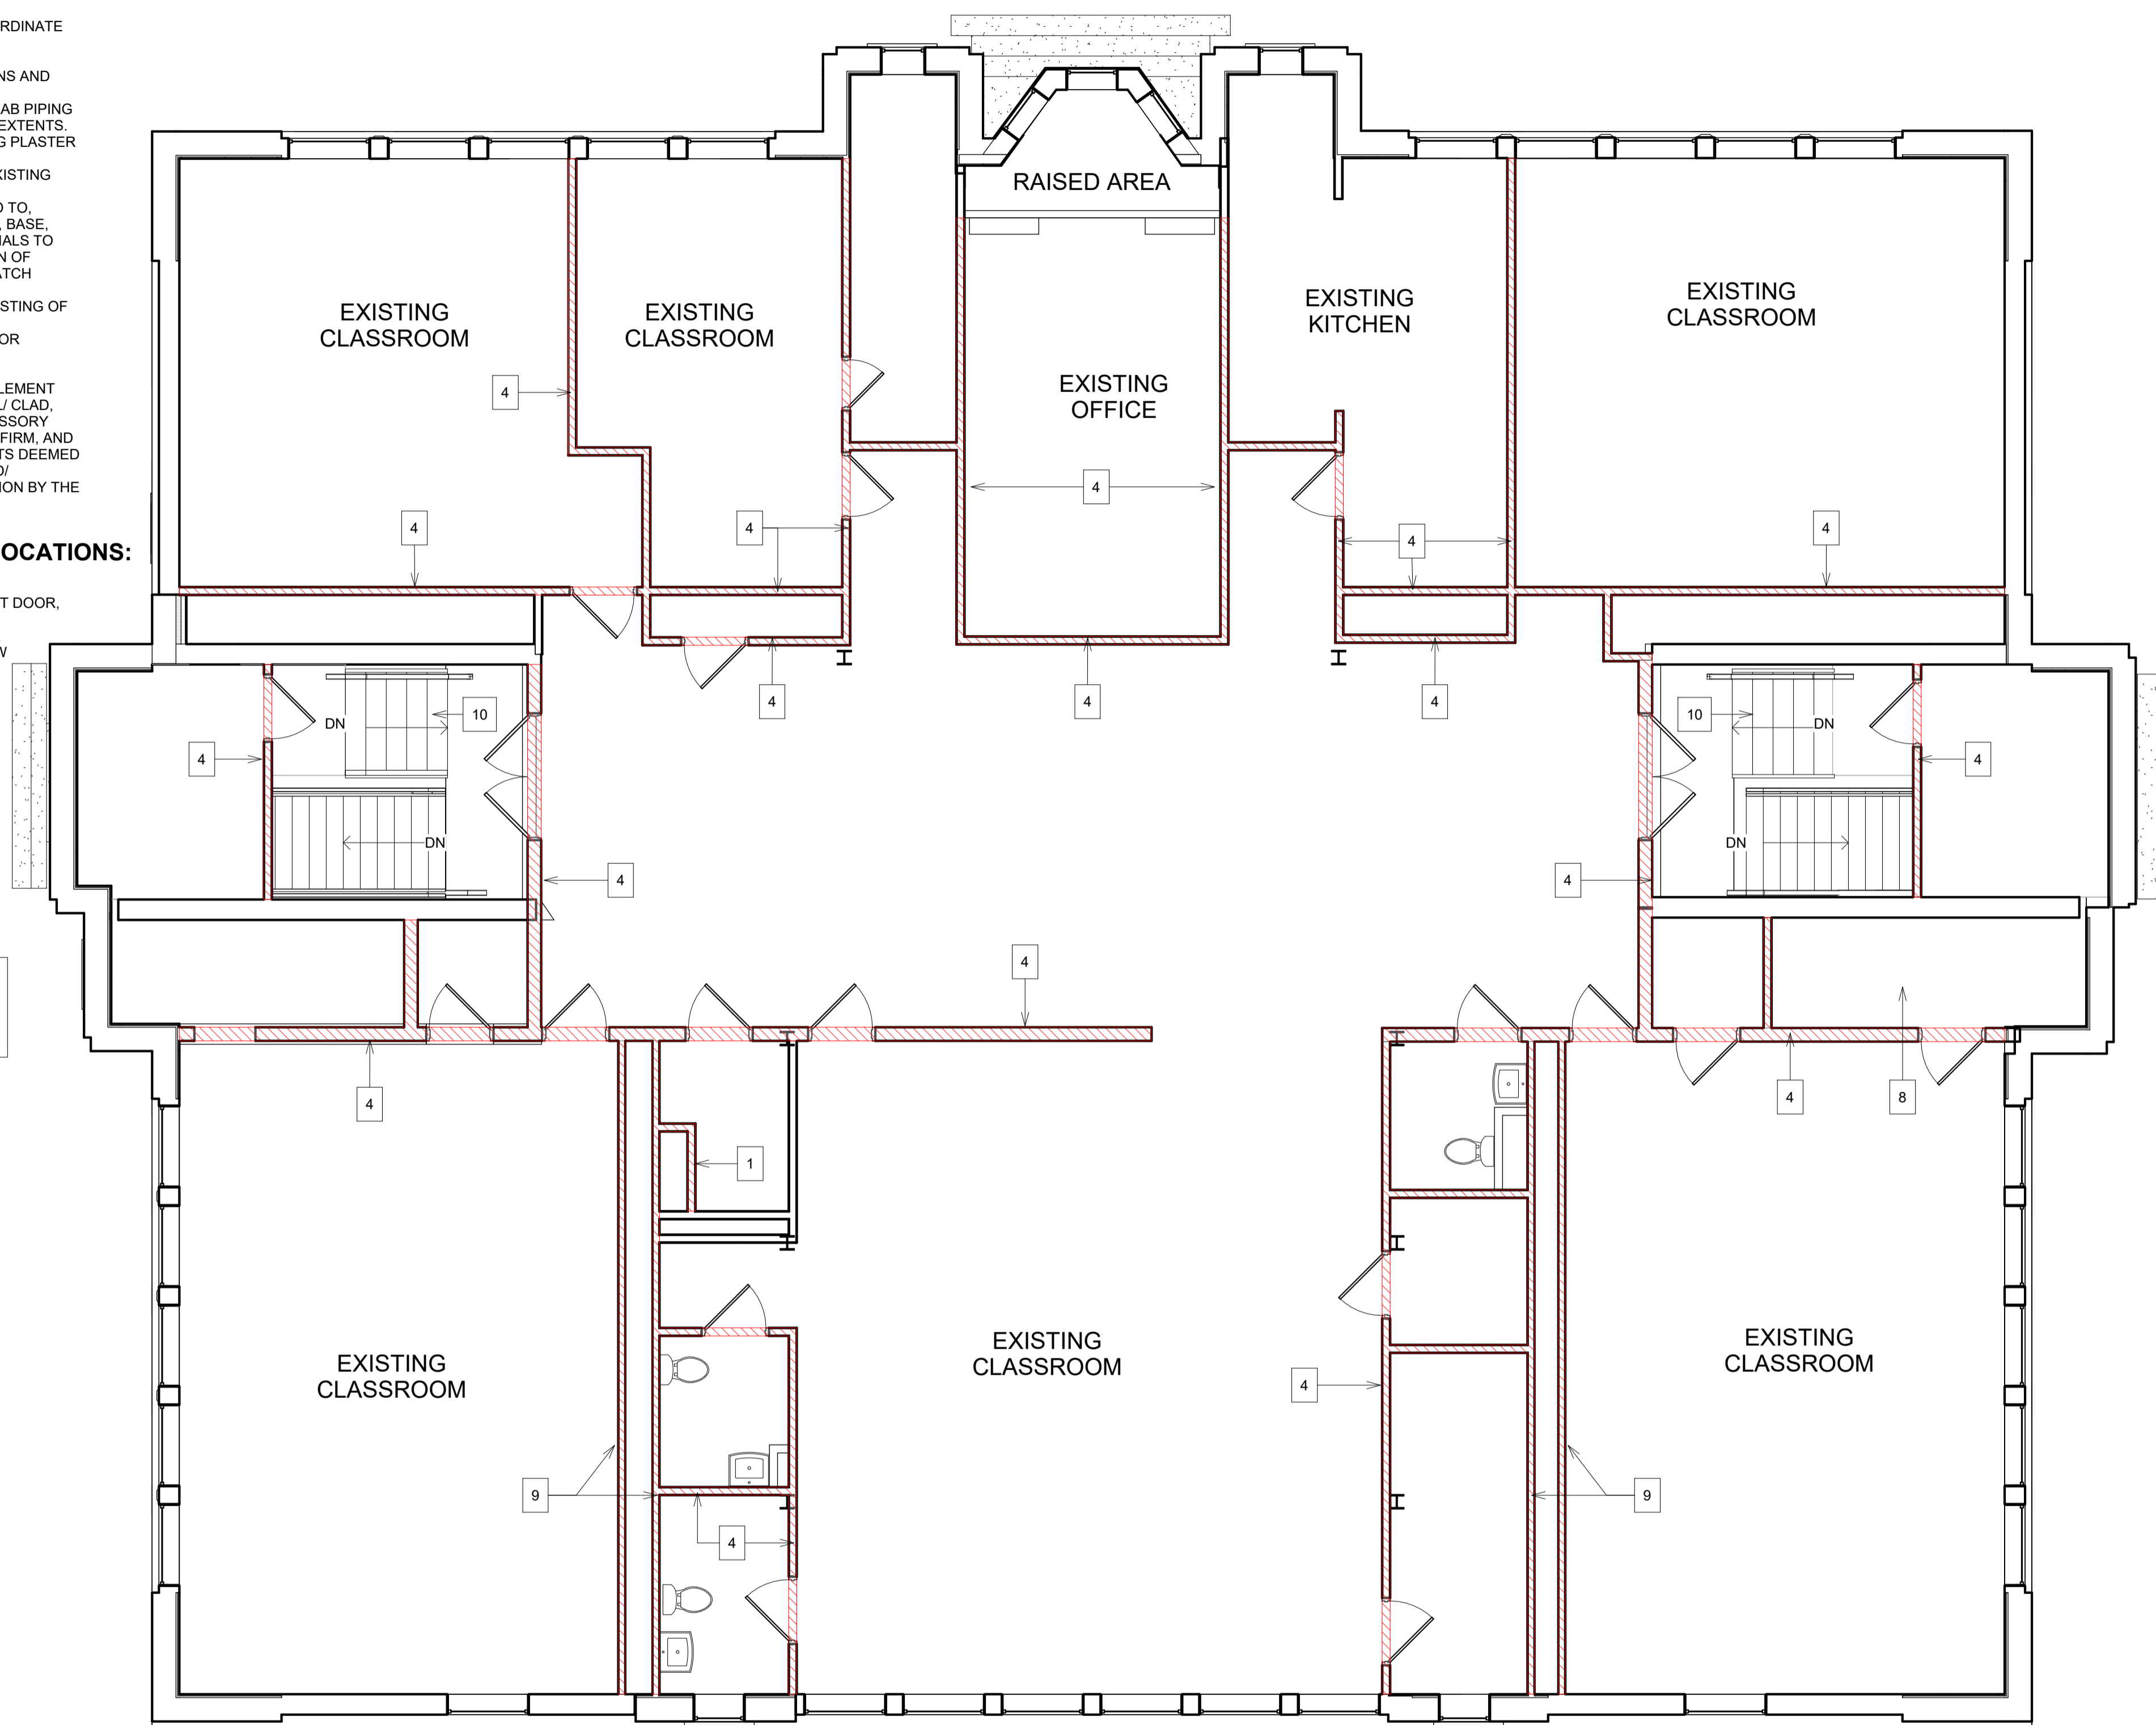 RDINATE
NS AND
AB PIPING
EXTENTS.
G PLASTER
XISTING
D TO,
, BASE,
IALS TO
N OF
ATCH
STING OF
OR
LEMENT
L/ CLAD,
SSORY
FIRM, AND
TS DEEMED
D/
ION BY THE
OCATIONS:
T DOOR,
W
RAISED AREA
EXISTING
CLASSROOM
EXISTING
CLASSROOM
EXISTING
OFFICE
EXISTING
KITCHEN
EXISTING
CLASSROOM
4
4
4
4
4
4
4
4
4
10
DN
4
DN
4
10
DN
4
DN
4
4
4
4
8
1
EXISTING
CLASSROOM
EXISTING
CLASSROOM
EXISTING
CLASSROOM
4
9
4
9